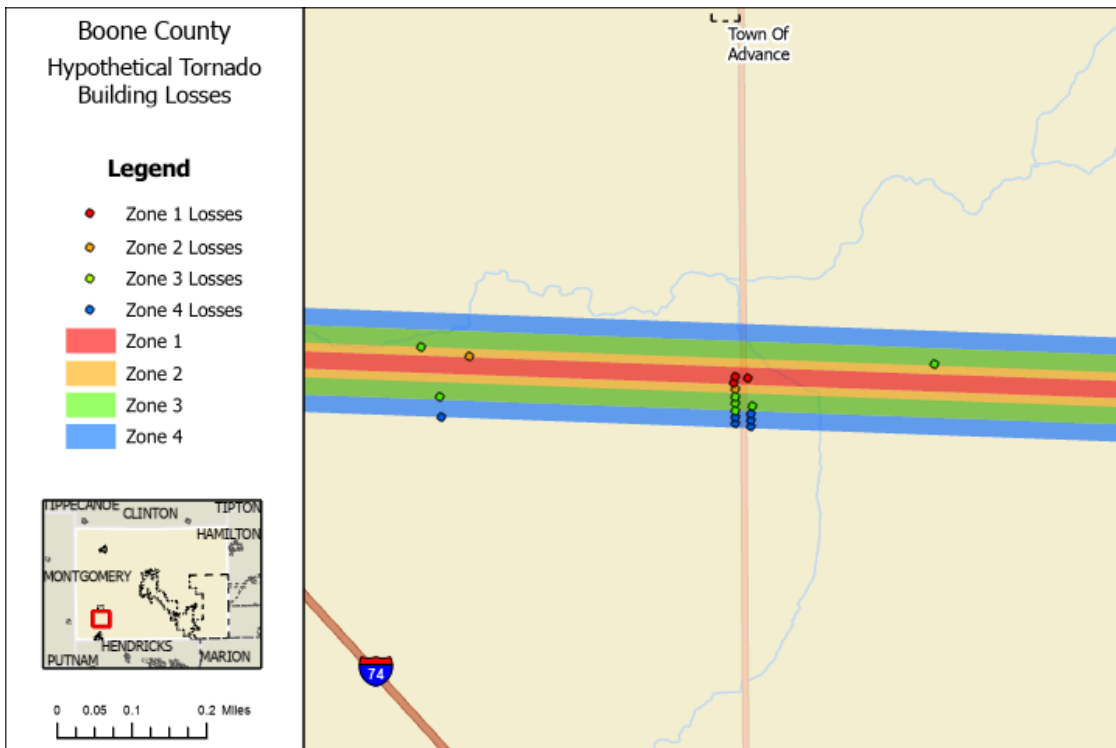 Boone County
Hypothetical Tornado
Building Losses
Legend
Zone 1 Losses
Zone 2 Losses
Zone 3 Losses
Zone 4 Losses
Zone 1
Zone 2
Zone 3
Zone 4
TIPPECANOE
CLINTON
TIPTON
HAMILTON
MONTGOMERY
HENDRICKS
PUTNAM
MARION
0 0.05 0.1 0.2 Miles
Town Of
Advance
74